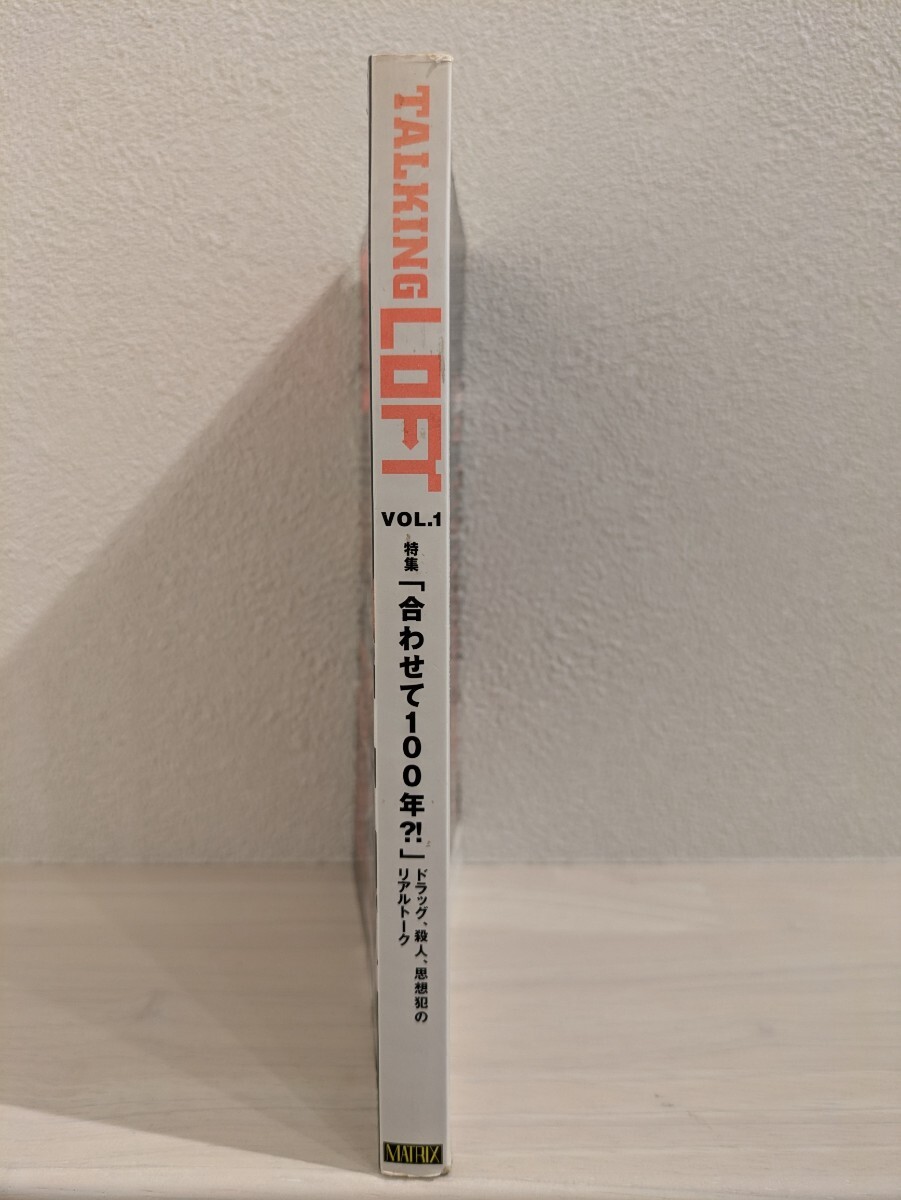 TALKING
LOFT
VOL.1
特集
「合わせて100年?!」
ドラッグ、殺人、思想犯の
リアルトーク
MATRIX